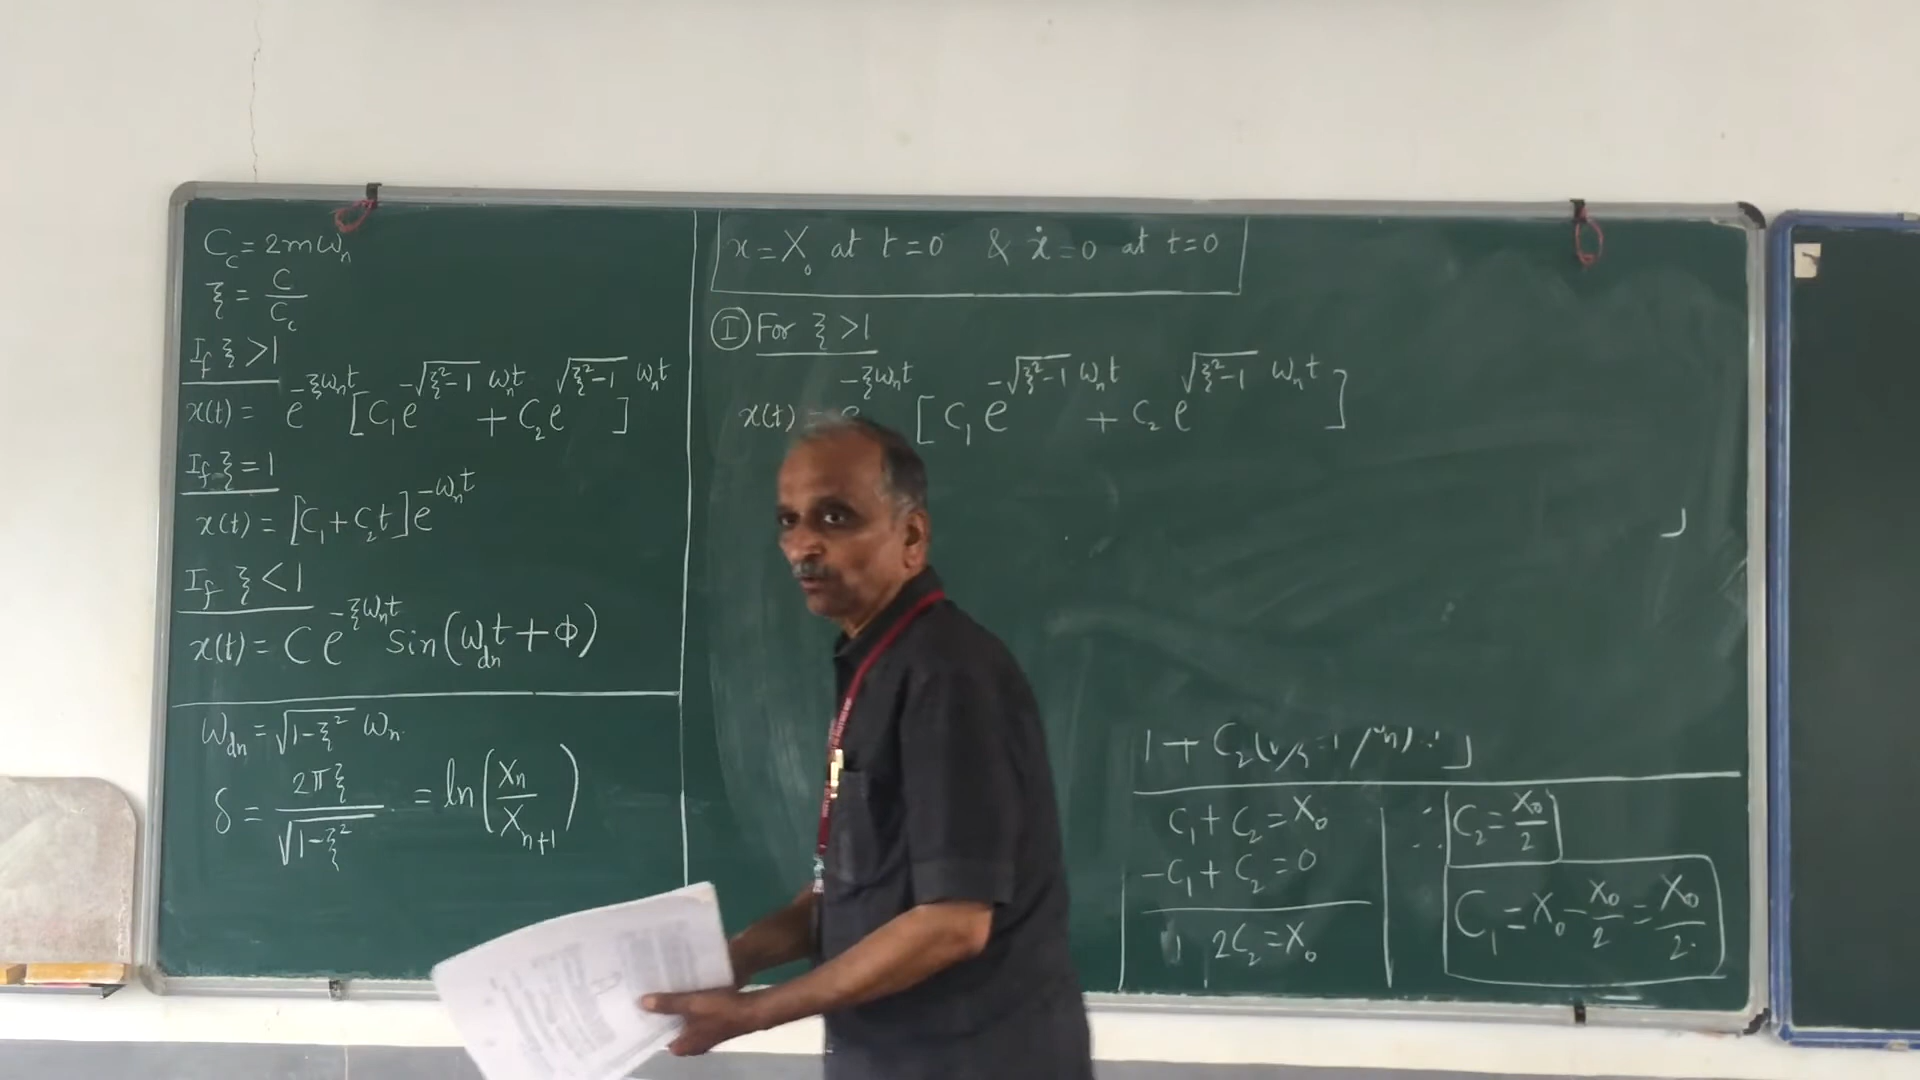 C_c = 2mω_n
ξ = C/C_c
If ξ > 1
x(t) = e^{-ξω_n t} [C_1 e^{-√(ξ²-1) ω_n t} + C_2 e^{√(ξ²-1) ω_n t}]
If ξ = 1
x(t) = [C_1 + C_2 t] e^{-ω_n t}
If ξ < 1
x(t) = C e^{-ξω_n t} Sin(ω_dn t + Φ)
ω_dn = √(1-ξ²) ω_n
δ = 2πξ/√(1-ξ²) = ln(X_n/X_{n+1})
x = X_0 at t = 0 & ẋ = 0 at t = 0
I For ξ > 1
x(t) = e^{-ξω_n t} [C_1 e^{-√(ξ²-1) ω_n t} + C_2 e^{√(ξ²-1) ω_n t}]
1 + C_2
C_1 + C_2 = X_0
-C_1 + C_2 = 0
2C_2 = X_0
∴ C_2 = X_0/2
C_1 = X_0 - X_0/2 = X_0/2